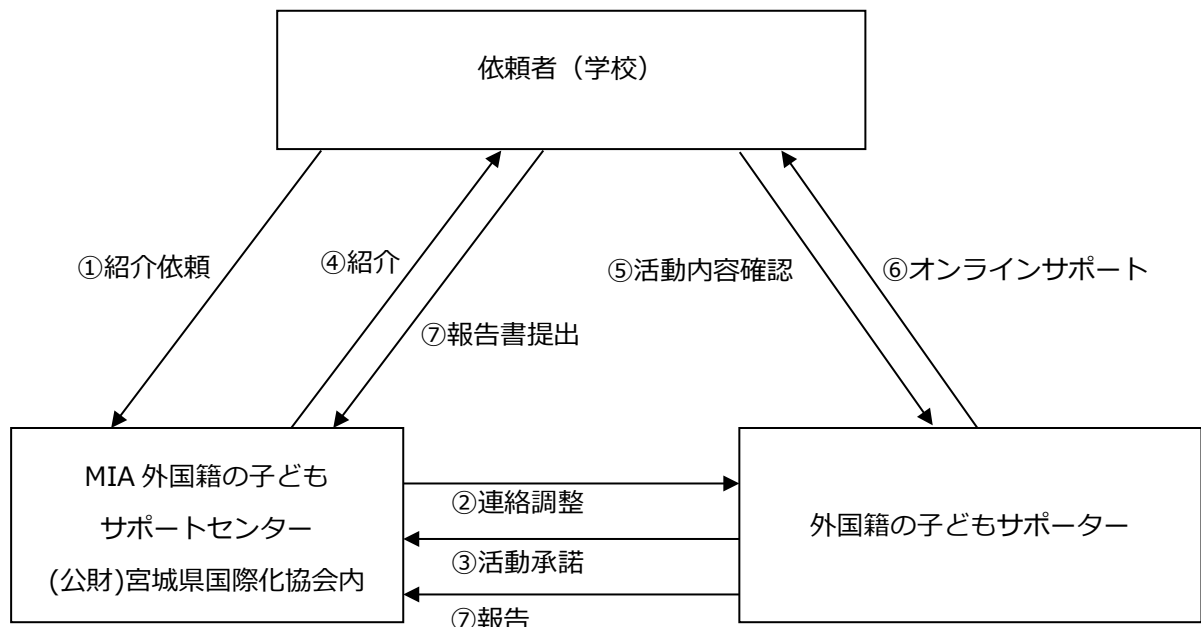 依頼者（学校）
①紹介依頼
④紹介
⑦報告書提出
⑤活動内容確認
⑥オンラインサポート
MIA 外国籍の子ども
サポートセンター
(公財)宮城県国際化協会内
②連絡調整
③活動承諾
⑦報告
外国籍の子どもサポーター